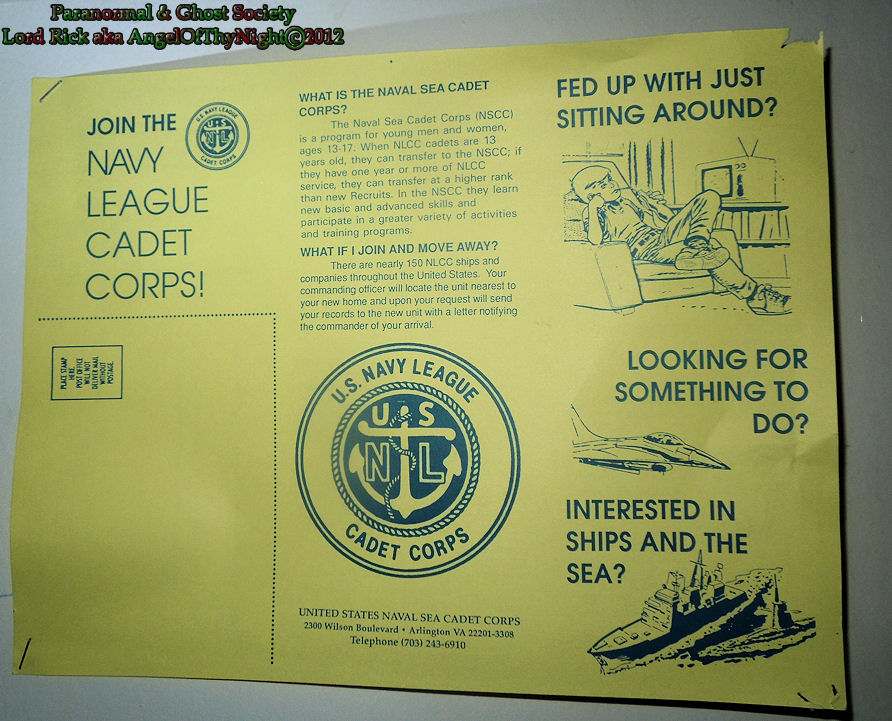 Paranormal & Ghost Society
Lord Rick aka AngelOfThyNight©2012
JOIN THE
NAVY
LEAGUE
CADET
CORPS!
U.S. NAVY LEAGUE
US
NL
CADET CORPS
PLACE STAMP
HERE.
POST OFFICE
WILL NOT
DELIVER MAIL
WITHOUT
POSTAGE.
WHAT IS THE NAVAL SEA CADET
CORPS?
The Naval Sea Cadet Corps (NSCC)
is a program for young men and women,
ages 13-17. When NLCC cadets are 13
years old, they can transfer to the NSCC; if
they have one year or more of NLCC
service, they can transfer at a higher rank
than new Recruits. In the NSCC they learn
new basic and advanced skills and
participate in a greater variety of activities
and training programs.
WHAT IF I JOIN AND MOVE AWAY?
There are nearly 150 NLCC ships and
companies throughout the United States. Your
commanding officer will locate the unit nearest to
your new home and upon your request will send
your records to the new unit with a letter notifying
the commander of your arrival.
U.S. NAVY LEAGUE
U S
N L
CADET CORPS
UNITED STATES NAVAL SEA CADET CORPS
2300 Wilson Boulevard • Arlington VA 22201-3308
Telephone (703) 243-6910
FED UP WITH JUST
SITTING AROUND?
LOOKING FOR
SOMETHING TO
DO?
INTERESTED IN
SHIPS AND THE
SEA?